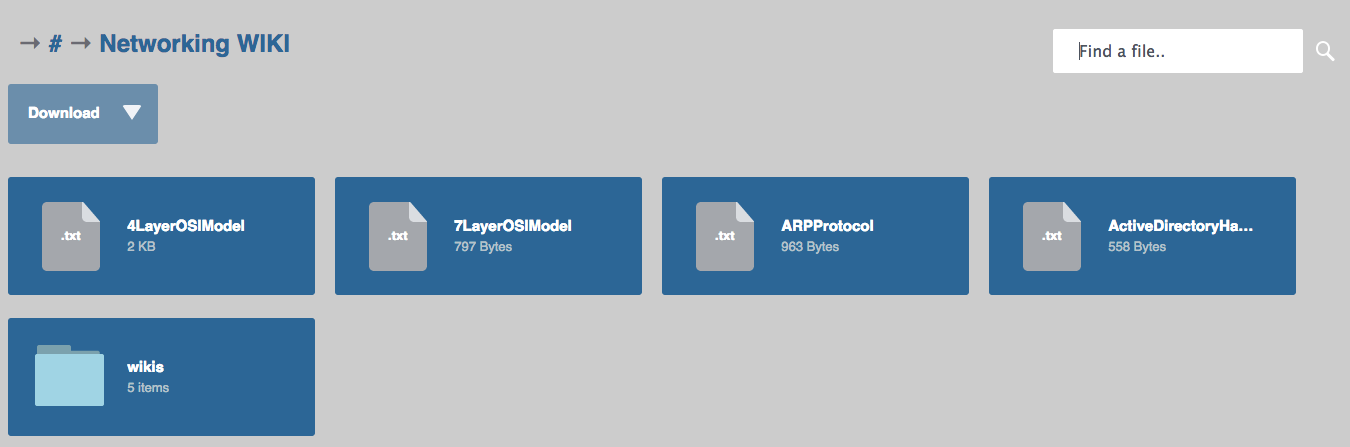 → # → Networking WIKI
Find a file..
Download
.txt
4LayerOSIModel
2 KB
.txt
7LayerOSIModel
797 Bytes
.txt
ARPProtocol
963 Bytes
.txt
ActiveDirectoryHa...
558 Bytes
wikis
5 items